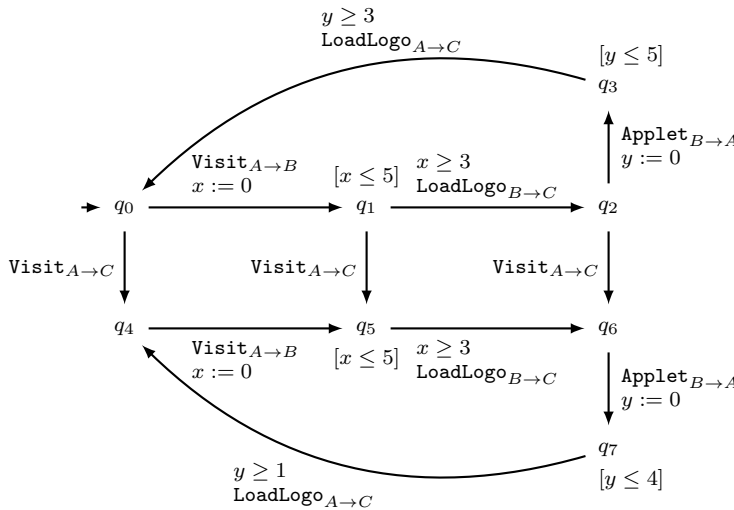 y ≥ 3
LoadLogo_{A→C}
[y ≤ 5]
q_3
Applet_{B→A}
y := 0
Visit_{A→B}
x := 0
[x ≤ 5]
x ≥ 3
LoadLogo_{B→C}
q_0
q_1
q_2
Visit_{A→C}
Visit_{A→C}
Visit_{A→C}
q_4
q_5
q_6
Visit_{A→B}
x := 0
[x ≤ 5]
x ≥ 3
LoadLogo_{B→C}
Applet_{B→A}
y := 0
q_7
[y ≤ 4]
y ≥ 1
LoadLogo_{A→C}